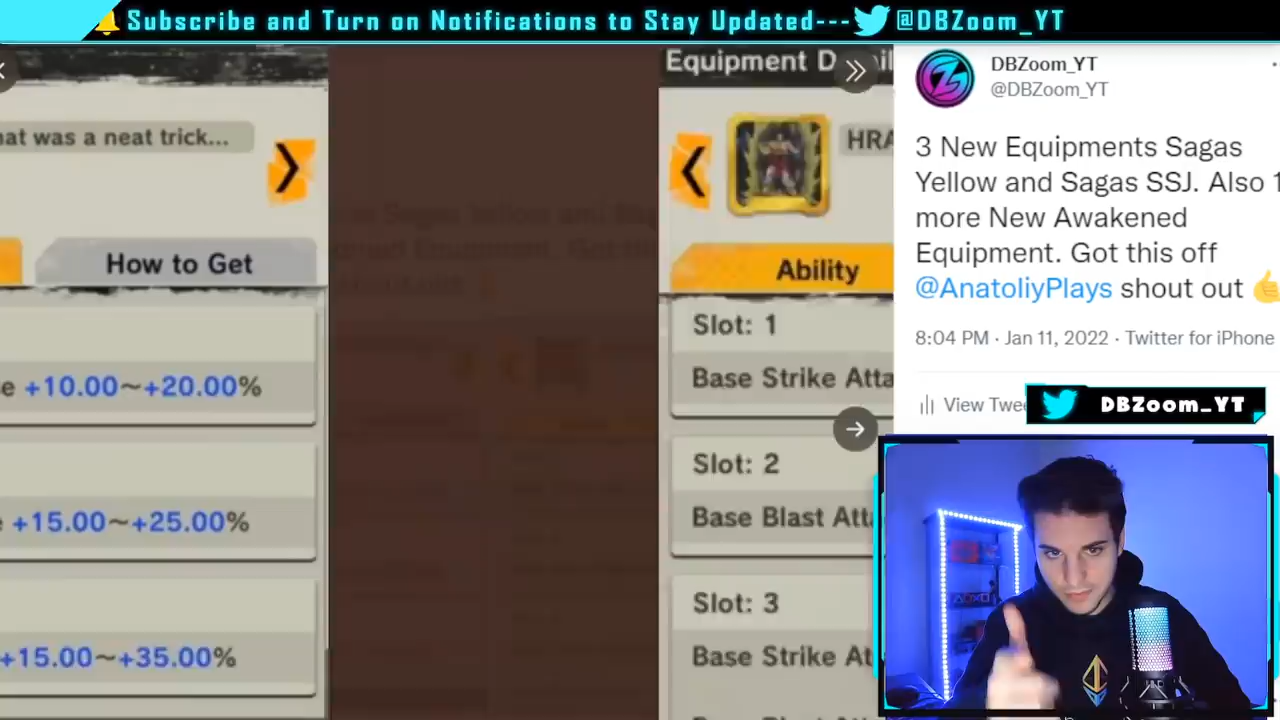 Subscribe and Turn on Notifications to Stay Updated--- @DBZoom_YT
hat was a neat trick...
How to Get
e +10.00~+20.00%
+15.00~+25.00%
+15.00~+35.00%
Equipment D
HRA
Ability
Slot: 1
Base Strike Atta
Slot: 2
Base Blast Att
Slot: 3
Base Strike At
DBZoom_YT
@DBZoom_YT
3 New Equipments Sagas
Yellow and Sagas SSJ. Also 1
more New Awakened
Equipment. Got this off
@AnatoliyPlays shout out 👍
8:04 PM · Jan 11, 2022 · Twitter for iPhone
View Twee
DBZoom_YT